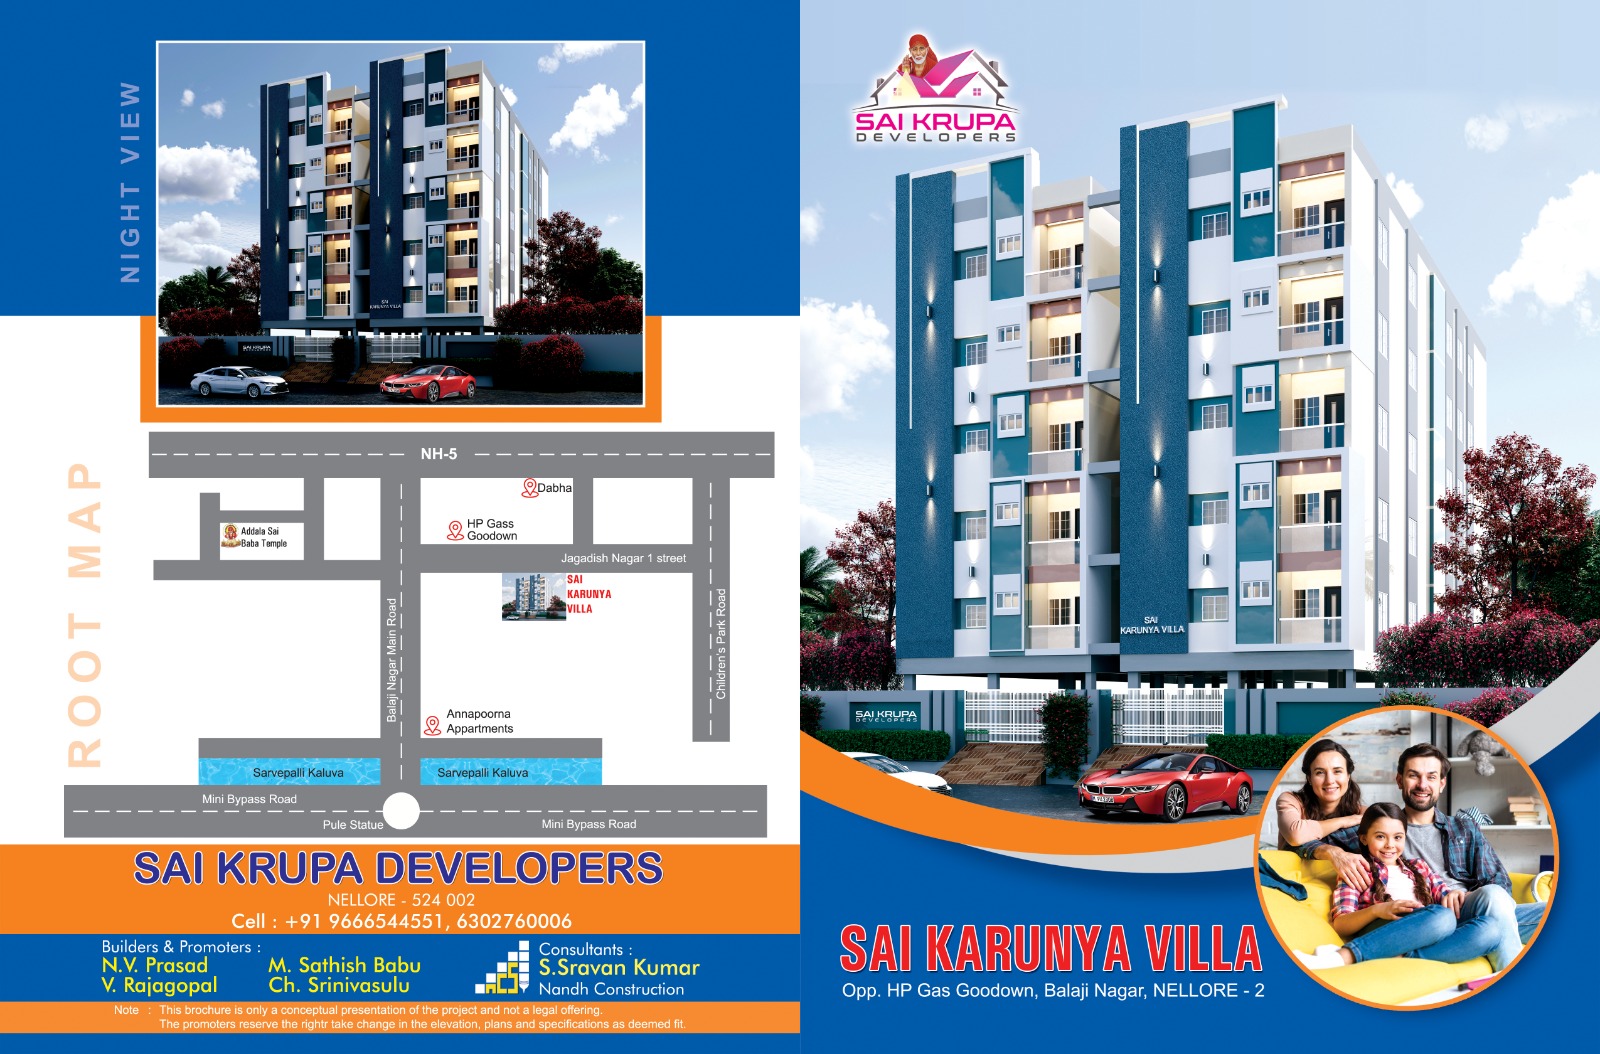 NIGHT VIEW
SAI
KARUNYA VILLA
SAI KRUPA
ROOT MAP
NH-5
Dabha
HP Gass
Goodown
Addala Sai
Baba Temple
Jagadish Nagar 1 street
SAI
KARUNYA
VILLA
Balaji Nagar Main Road
Children's Park Road
Annapoorna
Appartments
Sarvepalli Kaluva
Sarvepalli Kaluva
Mini Bypass Road
Pule Statue
Mini Bypass Road
SAI KRUPA DEVELOPERS
NELLORE - 524 002
Cell : +91 9666544551, 6302760006
Builders & Promoters :
N.V. Prasad
M. Sathish Babu
V. Rajagopal
Ch. Srinivasulu
Consultants :
S.Sravan Kumar
Nandh Construction
Note : This brochure is only a conceptual presentation of the project and not a legal offering.
The promoters reserve the rightr take change in the elevation, plans and specifications as deemed fit.
SAI KRUPA
DEVELOPERS
SAI
KARUNYA VILLA
SAI KRUPA
DEVELOPERS
SAI KARUNYA VILLA
Opp. HP Gas Goodown, Balaji Nagar, NELLORE - 2